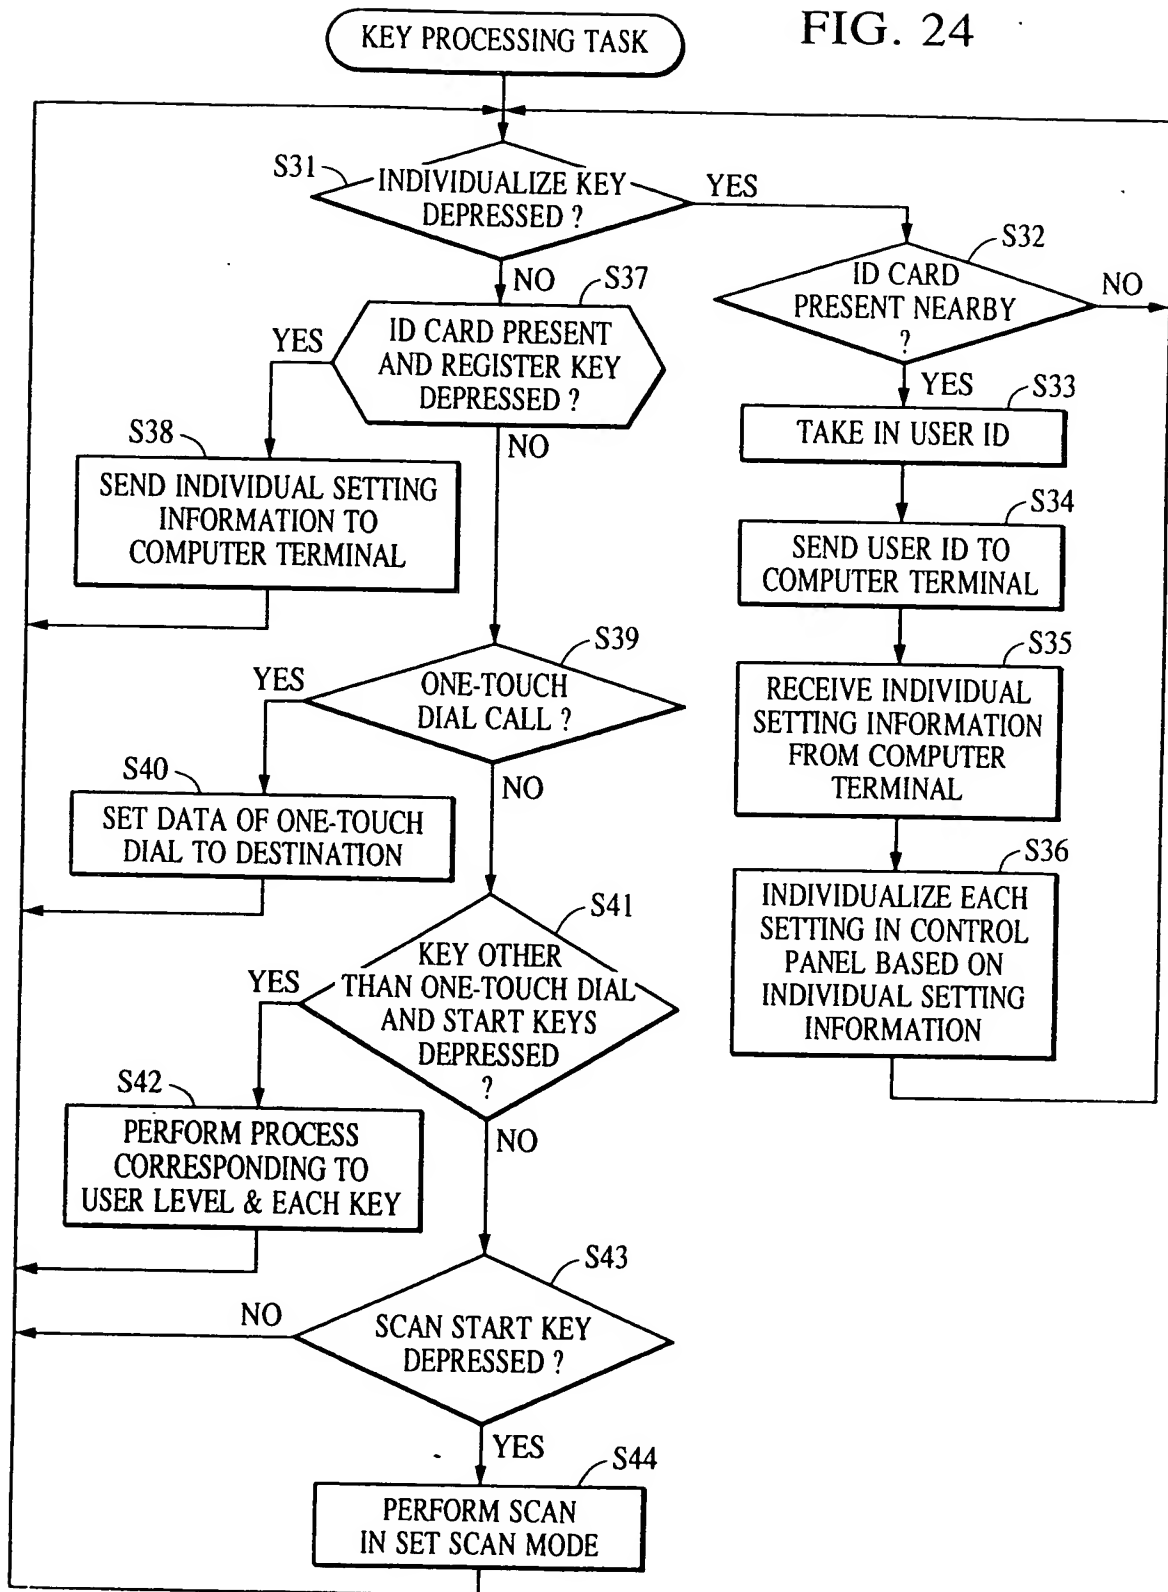 FIG. 24
KEY PROCESSING TASK
S31
INDIVIDUALIZE KEY
DEPRESSED ?
YES
NO
S32
ID CARD
PRESENT NEARBY
?
NO
YES
S33
TAKE IN USER ID
S34
SEND USER ID TO
COMPUTER TERMINAL
S35
RECEIVE INDIVIDUAL
SETTING INFORMATION
FROM COMPUTER
TERMINAL
S36
INDIVIDUALIZE EACH
SETTING IN CONTROL
PANEL BASED ON
INDIVIDUAL SETTING
INFORMATION
S37
ID CARD PRESENT
AND REGISTER KEY
DEPRESSED ?
YES
NO
S38
SEND INDIVIDUAL SETTING
INFORMATION TO
COMPUTER TERMINAL
S39
ONE-TOUCH
DIAL CALL ?
YES
NO
S40
SET DATA OF ONE-TOUCH
DIAL TO DESTINATION
S41
KEY OTHER
THAN ONE-TOUCH DIAL
AND START KEYS
DEPRESSED
?
YES
NO
S42
PERFORM PROCESS
CORRESPONDING TO
USER LEVEL & EACH KEY
S43
SCAN START KEY
DEPRESSED ?
NO
YES
S44
PERFORM SCAN
IN SET SCAN MODE